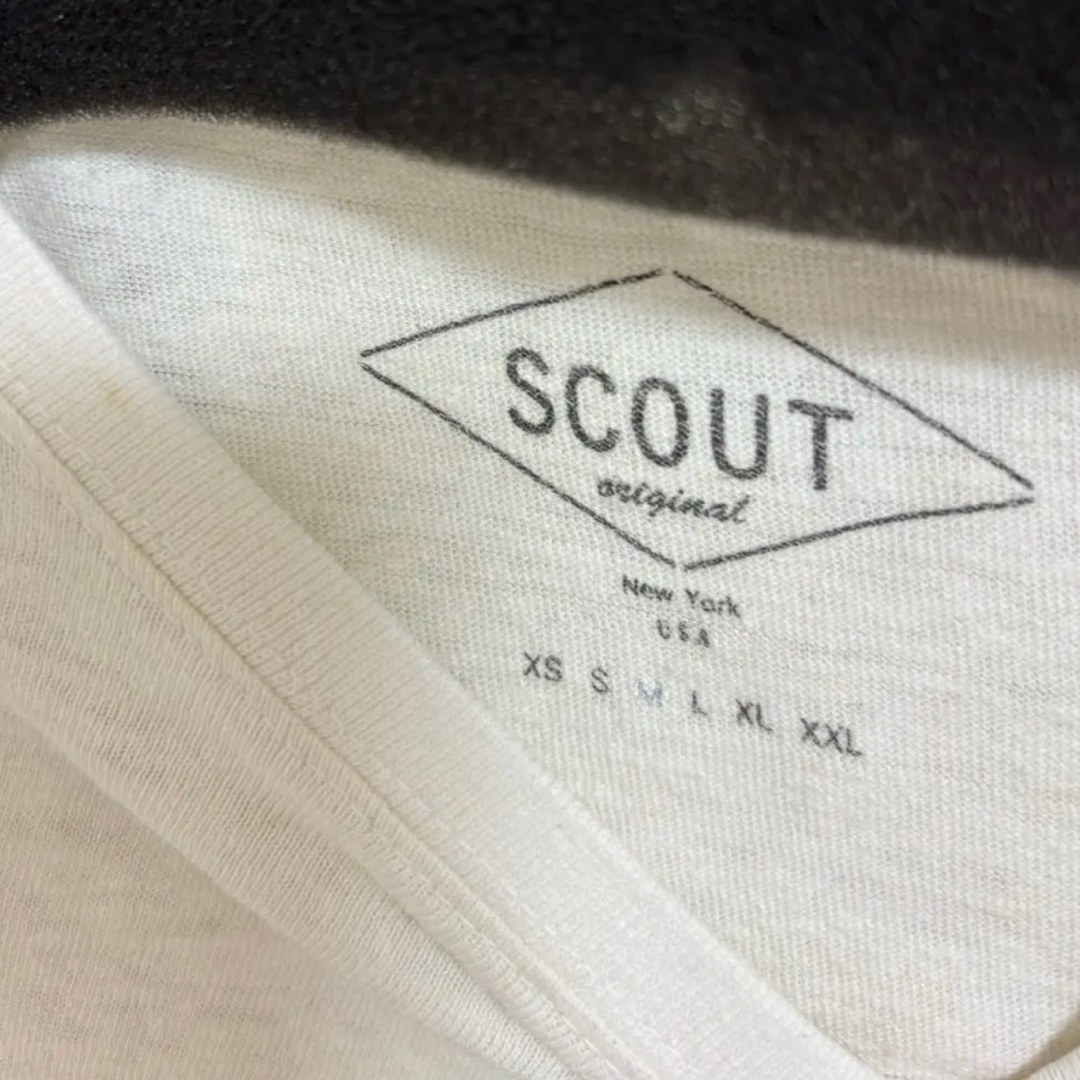 SCOUT
original
New York
USA
XS S M L XL XXL